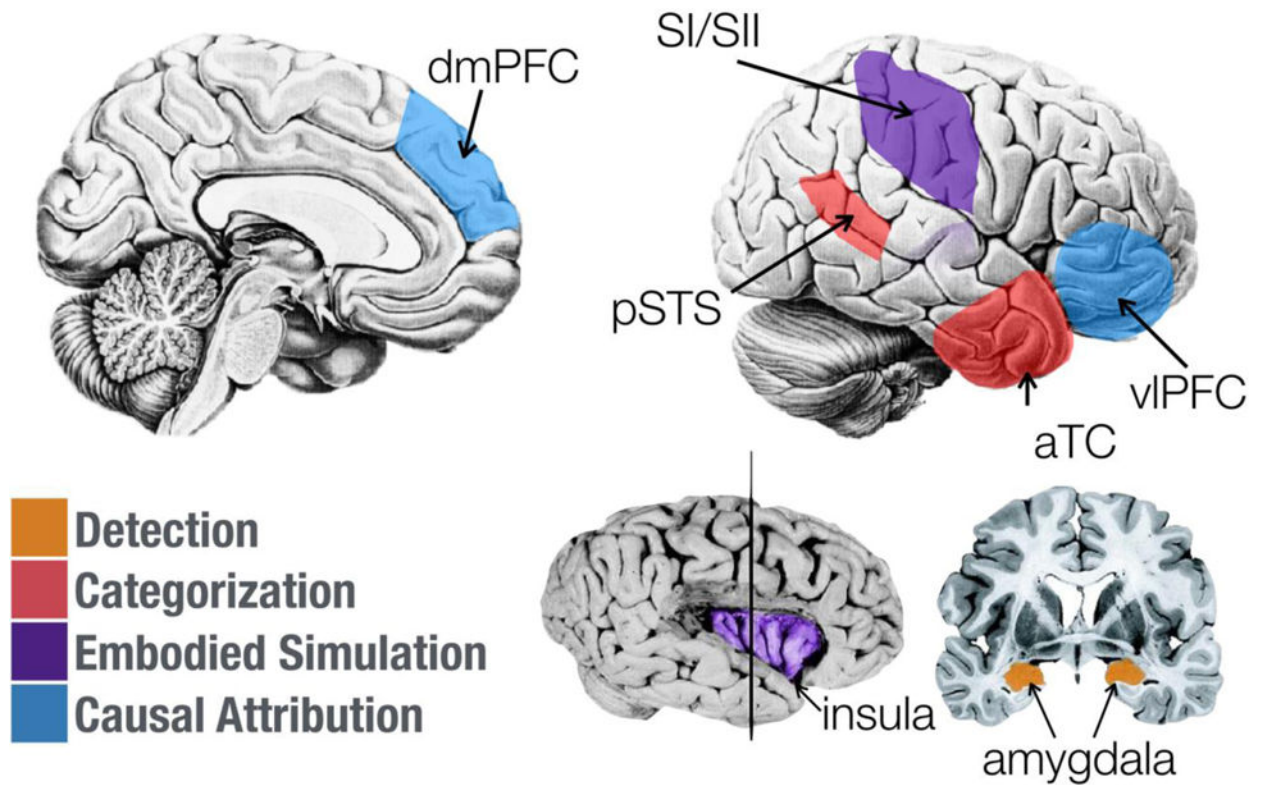 dmPFC
SI/SII
pSTS
vlPFC
aTC
Detection
Categorization
Embodied Simulation
Causal Attribution
insula
amygdala